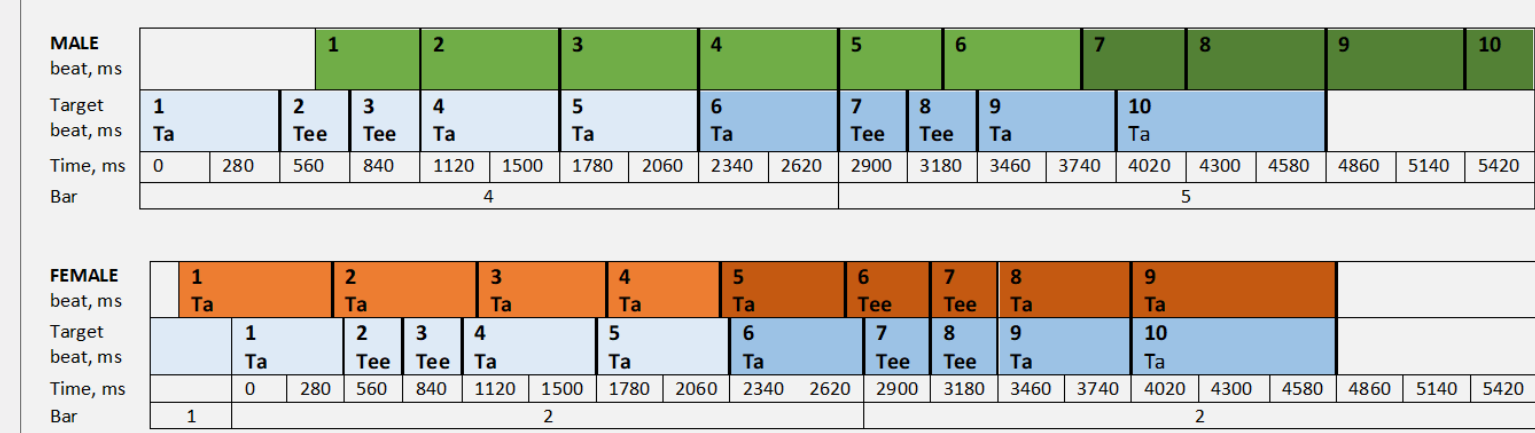 MALE 1 2 3 4 5 6 7 8 9 10
beat, ms
Target 1 2 3 4 5 6 7 8 9 10
beat, ms Ta Tee Tee Ta Ta Ta Tee Tee Ta Ta
Time, ms 0 280 560 840 1120 1500 1780 2060 2340 2620 2900 3180 3460 3740 4020 4300 4580 4860 5140 5420
Bar 4 5
FEMALE 1 2 3 4 5 6 7 8 9
beat, ms Ta Ta Ta Ta Ta Tee Tee Ta Ta
Target 1 2 3 4 5 6 7 8 9 10
beat, ms Ta Tee Tee Ta Ta Ta Tee Tee Ta Ta
Time, ms 0 280 560 840 1120 1500 1780 2060 2340 2620 2900 3180 3460 3740 4020 4300 4580 4860 5140 5420
Bar 1 2 2